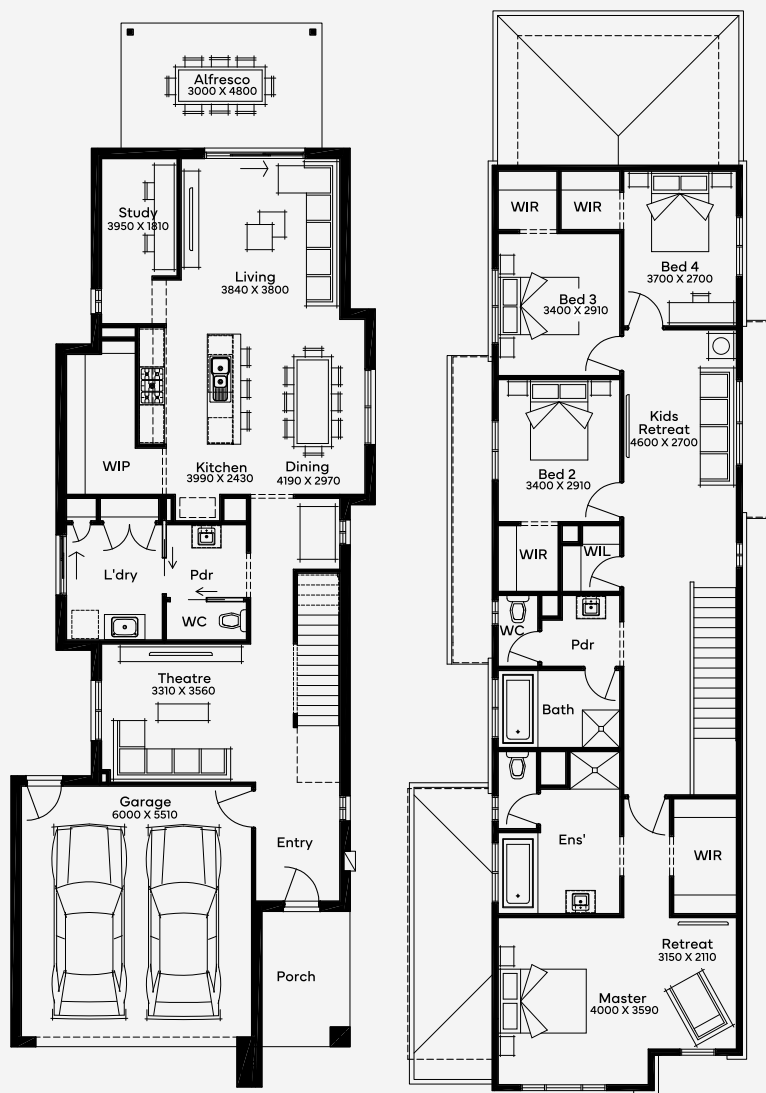 Alfresco
3000 X 4800
Study
3950 X 1810
Living
3840 X 3800
WIP
Kitchen
3990 X 2430
Dining
4190 X 2970
L'dry
Pdr
WC
Theatre
3310 X 3560
Garage
6000 X 5510
Entry
Porch
WIR
WIR
Bed 4
3700 X 2700
Bed 3
3400 X 2910
Kids
Retreat
4600 X 2700
Bed 2
3400 X 2910
WIR
WIL
WC
Pdr
Bath
Ens'
WIR
Retreat
3150 X 2110
Master
4000 X 3590